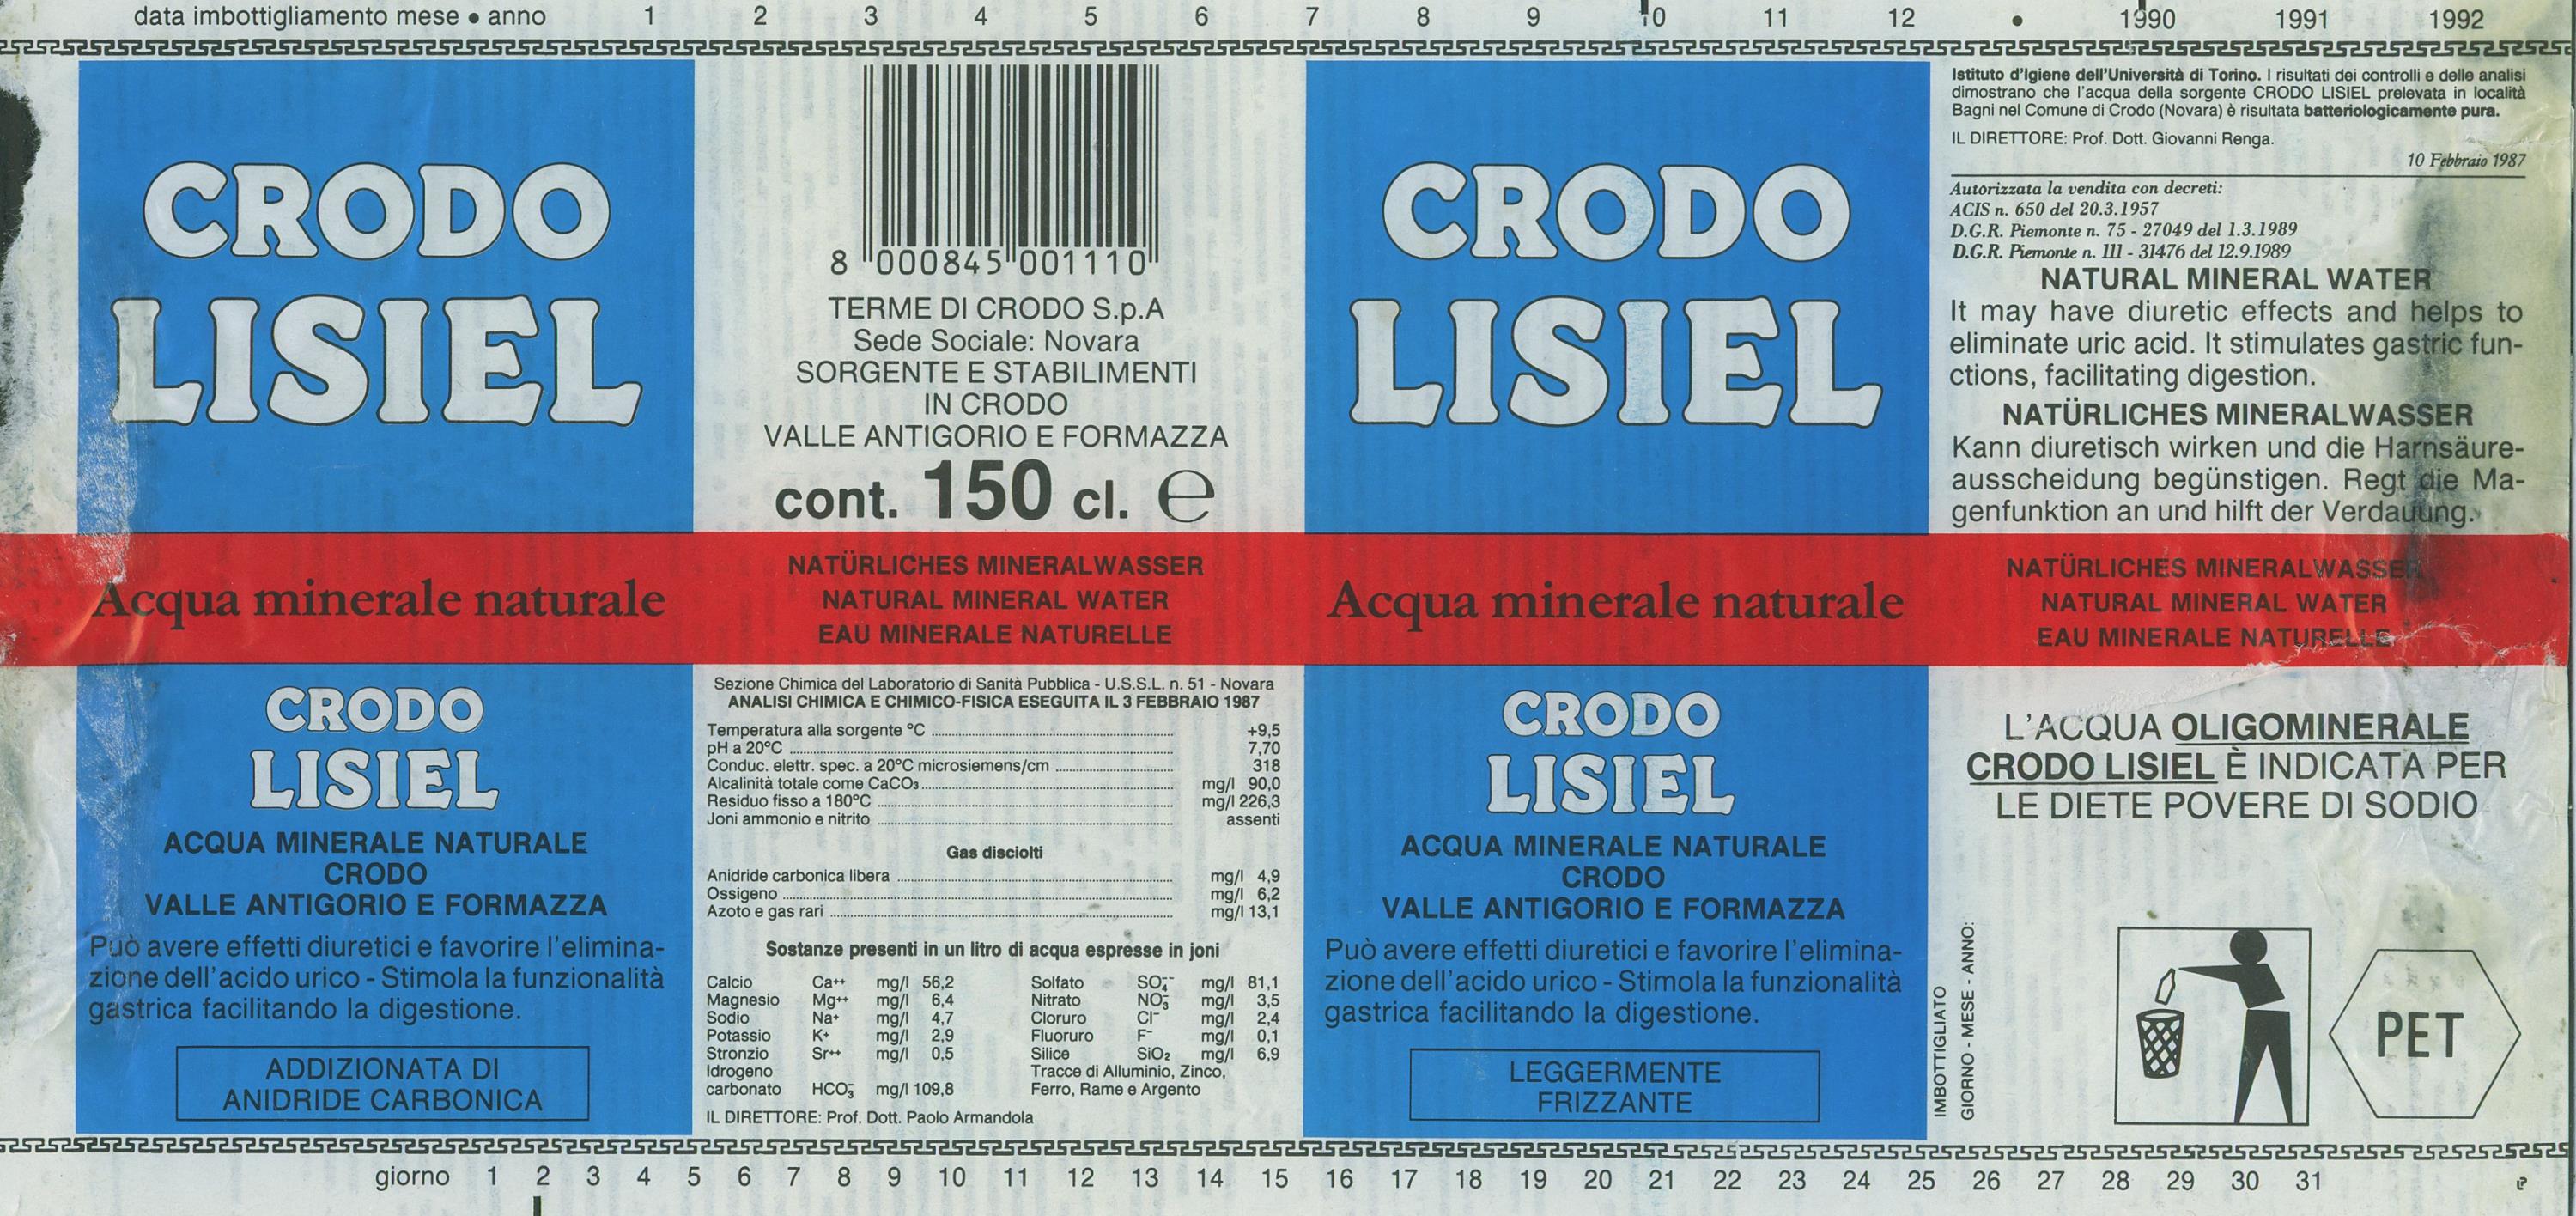 data imbottigliamento mese • anno 1 2 3 4 5 6 7 8 9 10 11 12 • 1990 1991 1992
CRODO
LISIEL
Acqua minerale naturale
CRODO
LISIEL
ACQUA MINERALE NATURALE
CRODO
VALLE ANTIGORIO E FORMAZZA
Può avere effetti diuretici e favorire l'elimina-
zione dell'acido urico - Stimola la funzionalità
gastrica facilitando la digestione.
ADDIZIONATA DI
ANIDRIDE CARBONICA
8 000845 001110
TERME DI CRODO S.p.A
Sede Sociale: Novara
SORGENTE E STABILIMENTI
IN CRODO
VALLE ANTIGORIO E FORMAZZA
cont. 150 cl. ℮
NATÜRLICHES MINERALWASSER
NATURAL MINERAL WATER
EAU MINERALE NATURELLE
Sezione Chimica del Laboratorio di Sanità Pubblica - U.S.S.L. n. 51 - Novara
ANALISI CHIMICA E CHIMICO-FISICA ESEGUITA IL 3 FEBBRAIO 1987
Temperatura alla sorgente °C +9,5
pH a 20°C 7,70
Conduc. elettr. spec. a 20°C microsiemens/cm 318
Alcalinità totale come CaCO₃ mg/l 90,0
Residuo fisso a 180°C mg/l 226,3
Joni ammonio e nitrito assenti
Gas disciolti
Anidride carbonica libera mg/l 4,9
Ossigeno mg/l 6,2
Azoto e gas rari mg/l 13,1
Sostanze presenti in un litro di acqua espresse in joni
Calcio Ca++ mg/l 56,2 Solfato SO₄-- mg/l 81,1
Magnesio Mg++ mg/l 6,4 Nitrato NO₃- mg/l 3,5
Sodio Na+ mg/l 4,7 Cloruro Cl- mg/l 2,4
Potassio K+ mg/l 2,9 Fluoruro F- mg/l 0,1
Stronzio Sr++ mg/l 0,5 Silice SiO₂ mg/l 6,9
Idrogeno Tracce di Alluminio, Zinco,
carbonato HCO₃- mg/l 109,8 Ferro, Rame e Argento
IL DIRETTORE: Prof. Dott. Paolo Armandola
CRODO
LISIEL
Acqua minerale naturale
CRODO
LISIEL
ACQUA MINERALE NATURALE
CRODO
VALLE ANTIGORIO E FORMAZZA
Può avere effetti diuretici e favorire l'elimina-
zione dell'acido urico - Stimola la funzionalità
gastrica facilitando la digestione.
LEGGERMENTE
FRIZZANTE
Istituto d'Igiene dell'Università di Torino. I risultati dei controlli e delle analisi
dimostrano che l'acqua della sorgente CRODO LISIEL prelevata in località
Bagni nel Comune di Crodo (Novara) è risultata batteriologicamente pura.
IL DIRETTORE: Prof. Dott. Giovanni Renga.
10 Febbraio 1987
Autorizzata la vendita con decreti:
ACIS n. 650 del 20.3.1957
D.G.R. Piemonte n. 75 - 27049 del 1.3.1989
D.G.R. Piemonte n. 111 - 31476 del 12.9.1989
NATURAL MINERAL WATER
It may have diuretic effects and helps to
eliminate uric acid. It stimulates gastric fun-
ctions, facilitating digestion.
NATÜRLICHES MINERALWASSER
Kann diuretisch wirken und die Harnsäure-
ausscheidung begünstigen. Regt die Ma-
genfunktion an und hilft der Verdauung.
NATÜRLICHES MINERALWASSER
NATURAL MINERAL WATER
EAU MINERALE NATURELLE
L'ACQUA OLIGOMINERALE
CRODO LISIEL È INDICATA PER
LE DIETE POVERE DI SODIO
IMBOTTIGLIATO
GIORNO - MESE - ANNO:
PET
giorno 1 2 3 4 5 6 7 8 9 10 11 12 13 14 15 16 17 18 19 20 21 22 23 24 25 26 27 28 29 30 31